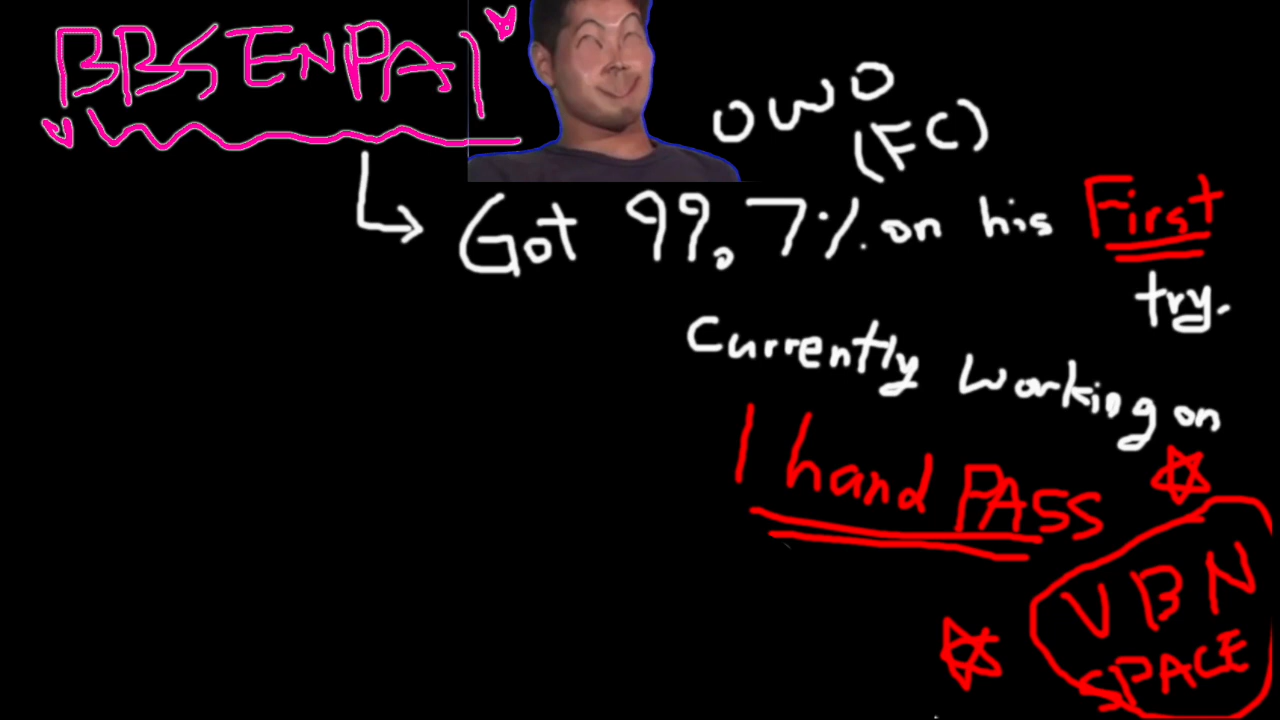 BBSENPAI
OWO
(FC)
Got 99.7%. on his First
try.
Currently working on
1 hand PASS
VBN
SPACE